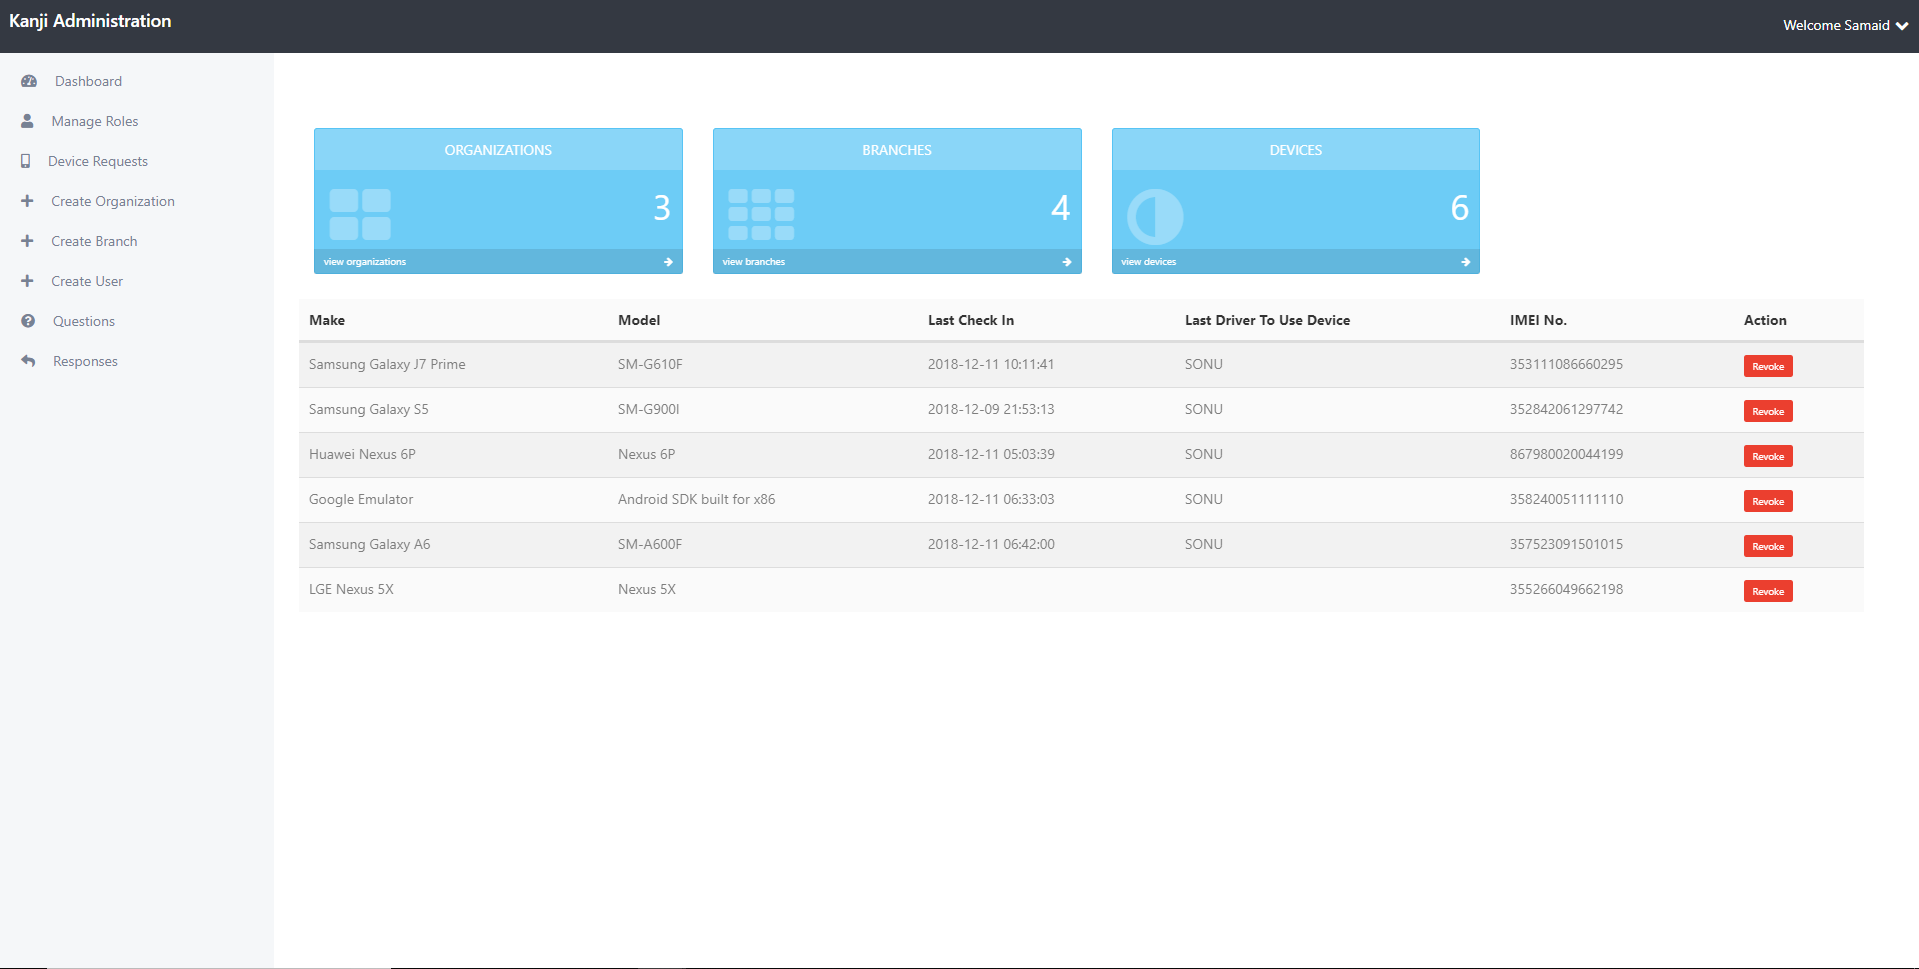 Kanji Administration
Welcome Samaid
Dashboard
Manage Roles
Device Requests
Create Organization
Create Branch
Create User
Questions
Responses
ORGANIZATIONS
3
view organizations
BRANCHES
4
view branches
DEVICES
6
view devices
Make Model Last Check In Last Driver To Use Device IMEI No. Action
Samsung Galaxy J7 Prime SM-G610F 2018-12-11 10:11:41 SONU 353111086660295 Revoke
Samsung Galaxy S5 SM-G900I 2018-12-09 21:53:13 SONU 352842061297742 Revoke
Huawei Nexus 6P Nexus 6P 2018-12-11 05:03:39 SONU 867980020044199 Revoke
Google Emulator Android SDK built for x86 2018-12-11 06:33:03 SONU 358240051111110 Revoke
Samsung Galaxy A6 SM-A600F 2018-12-11 06:42:00 SONU 357523091501015 Revoke
LGE Nexus 5X Nexus 5X 355266049662198 Revoke